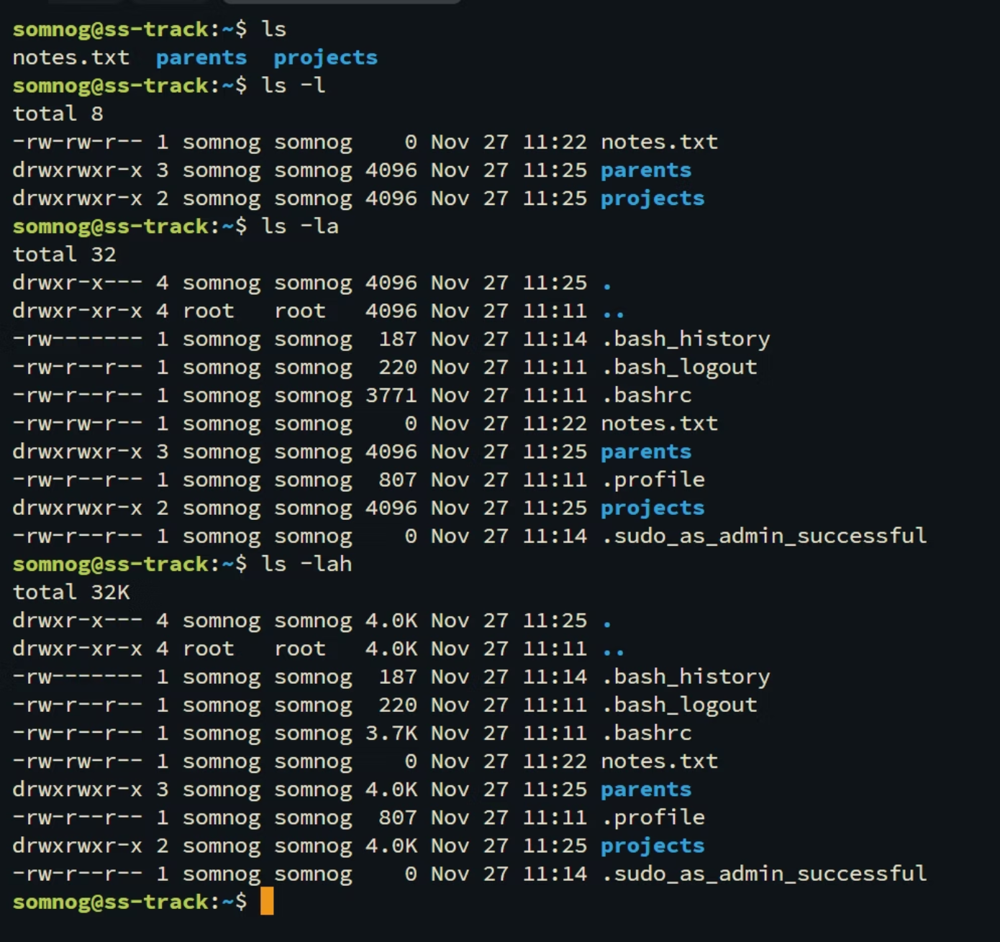 somnog@ss-track:~$ ls
notes.txt  parents  projects
somnog@ss-track:~$ ls -l
total 8
-rw-rw-r-- 1 somnog somnog    0 Nov 27 11:22 notes.txt
drwxrwxr-x 3 somnog somnog 4096 Nov 27 11:25 parents
drwxrwxr-x 2 somnog somnog 4096 Nov 27 11:25 projects
somnog@ss-track:~$ ls -la
total 32
drwxr-x--- 4 somnog somnog 4096 Nov 27 11:25 .
drwxr-xr-x 4 root   root   4096 Nov 27 11:11 ..
-rw------- 1 somnog somnog  187 Nov 27 11:14 .bash_history
-rw-r--r-- 1 somnog somnog  220 Nov 27 11:11 .bash_logout
-rw-r--r-- 1 somnog somnog 3771 Nov 27 11:11 .bashrc
-rw-rw-r-- 1 somnog somnog    0 Nov 27 11:22 notes.txt
drwxrwxr-x 3 somnog somnog 4096 Nov 27 11:25 parents
-rw-r--r-- 1 somnog somnog  807 Nov 27 11:11 .profile
drwxrwxr-x 2 somnog somnog 4096 Nov 27 11:25 projects
-rw-r--r-- 1 somnog somnog    0 Nov 27 11:14 .sudo_as_admin_successful
somnog@ss-track:~$ ls -lah
total 32K
drwxr-x--- 4 somnog somnog 4.0K Nov 27 11:25 .
drwxr-xr-x 4 root   root   4.0K Nov 27 11:11 ..
-rw------- 1 somnog somnog  187 Nov 27 11:14 .bash_history
-rw-r--r-- 1 somnog somnog  220 Nov 27 11:11 .bash_logout
-rw-r--r-- 1 somnog somnog 3.7K Nov 27 11:11 .bashrc
-rw-rw-r-- 1 somnog somnog    0 Nov 27 11:22 notes.txt
drwxrwxr-x 3 somnog somnog 4.0K Nov 27 11:25 parents
-rw-r--r-- 1 somnog somnog  807 Nov 27 11:11 .profile
drwxrwxr-x 2 somnog somnog 4.0K Nov 27 11:25 projects
-rw-r--r-- 1 somnog somnog    0 Nov 27 11:14 .sudo_as_admin_successful
somnog@ss-track:~$